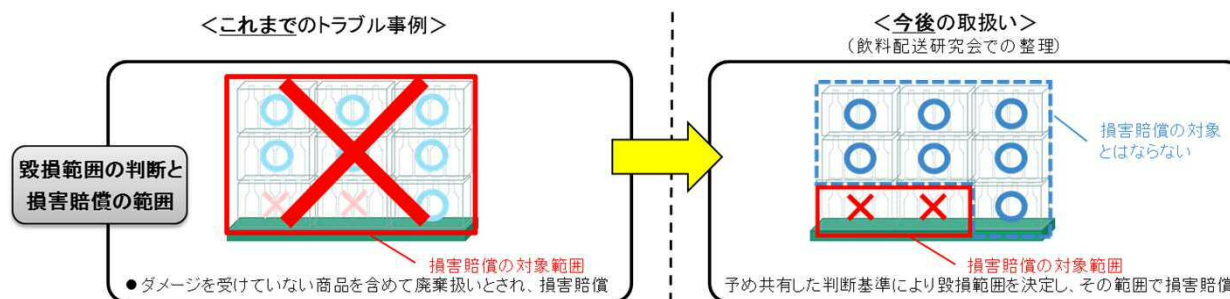 ＜これまでのトラブル事例＞
＜今後の取扱い＞
（飲料配送研究会での整理）
毀損範囲の判断と
損害賠償の範囲
損害賠償の対象範囲
●ダメージを受けていない商品を含めて廃棄扱いとされ、損害賠償
損害賠償の対象
とはならない
損害賠償の対象範囲
予め共有した判断基準により毀損範囲を決定し、その範囲で損害賠償